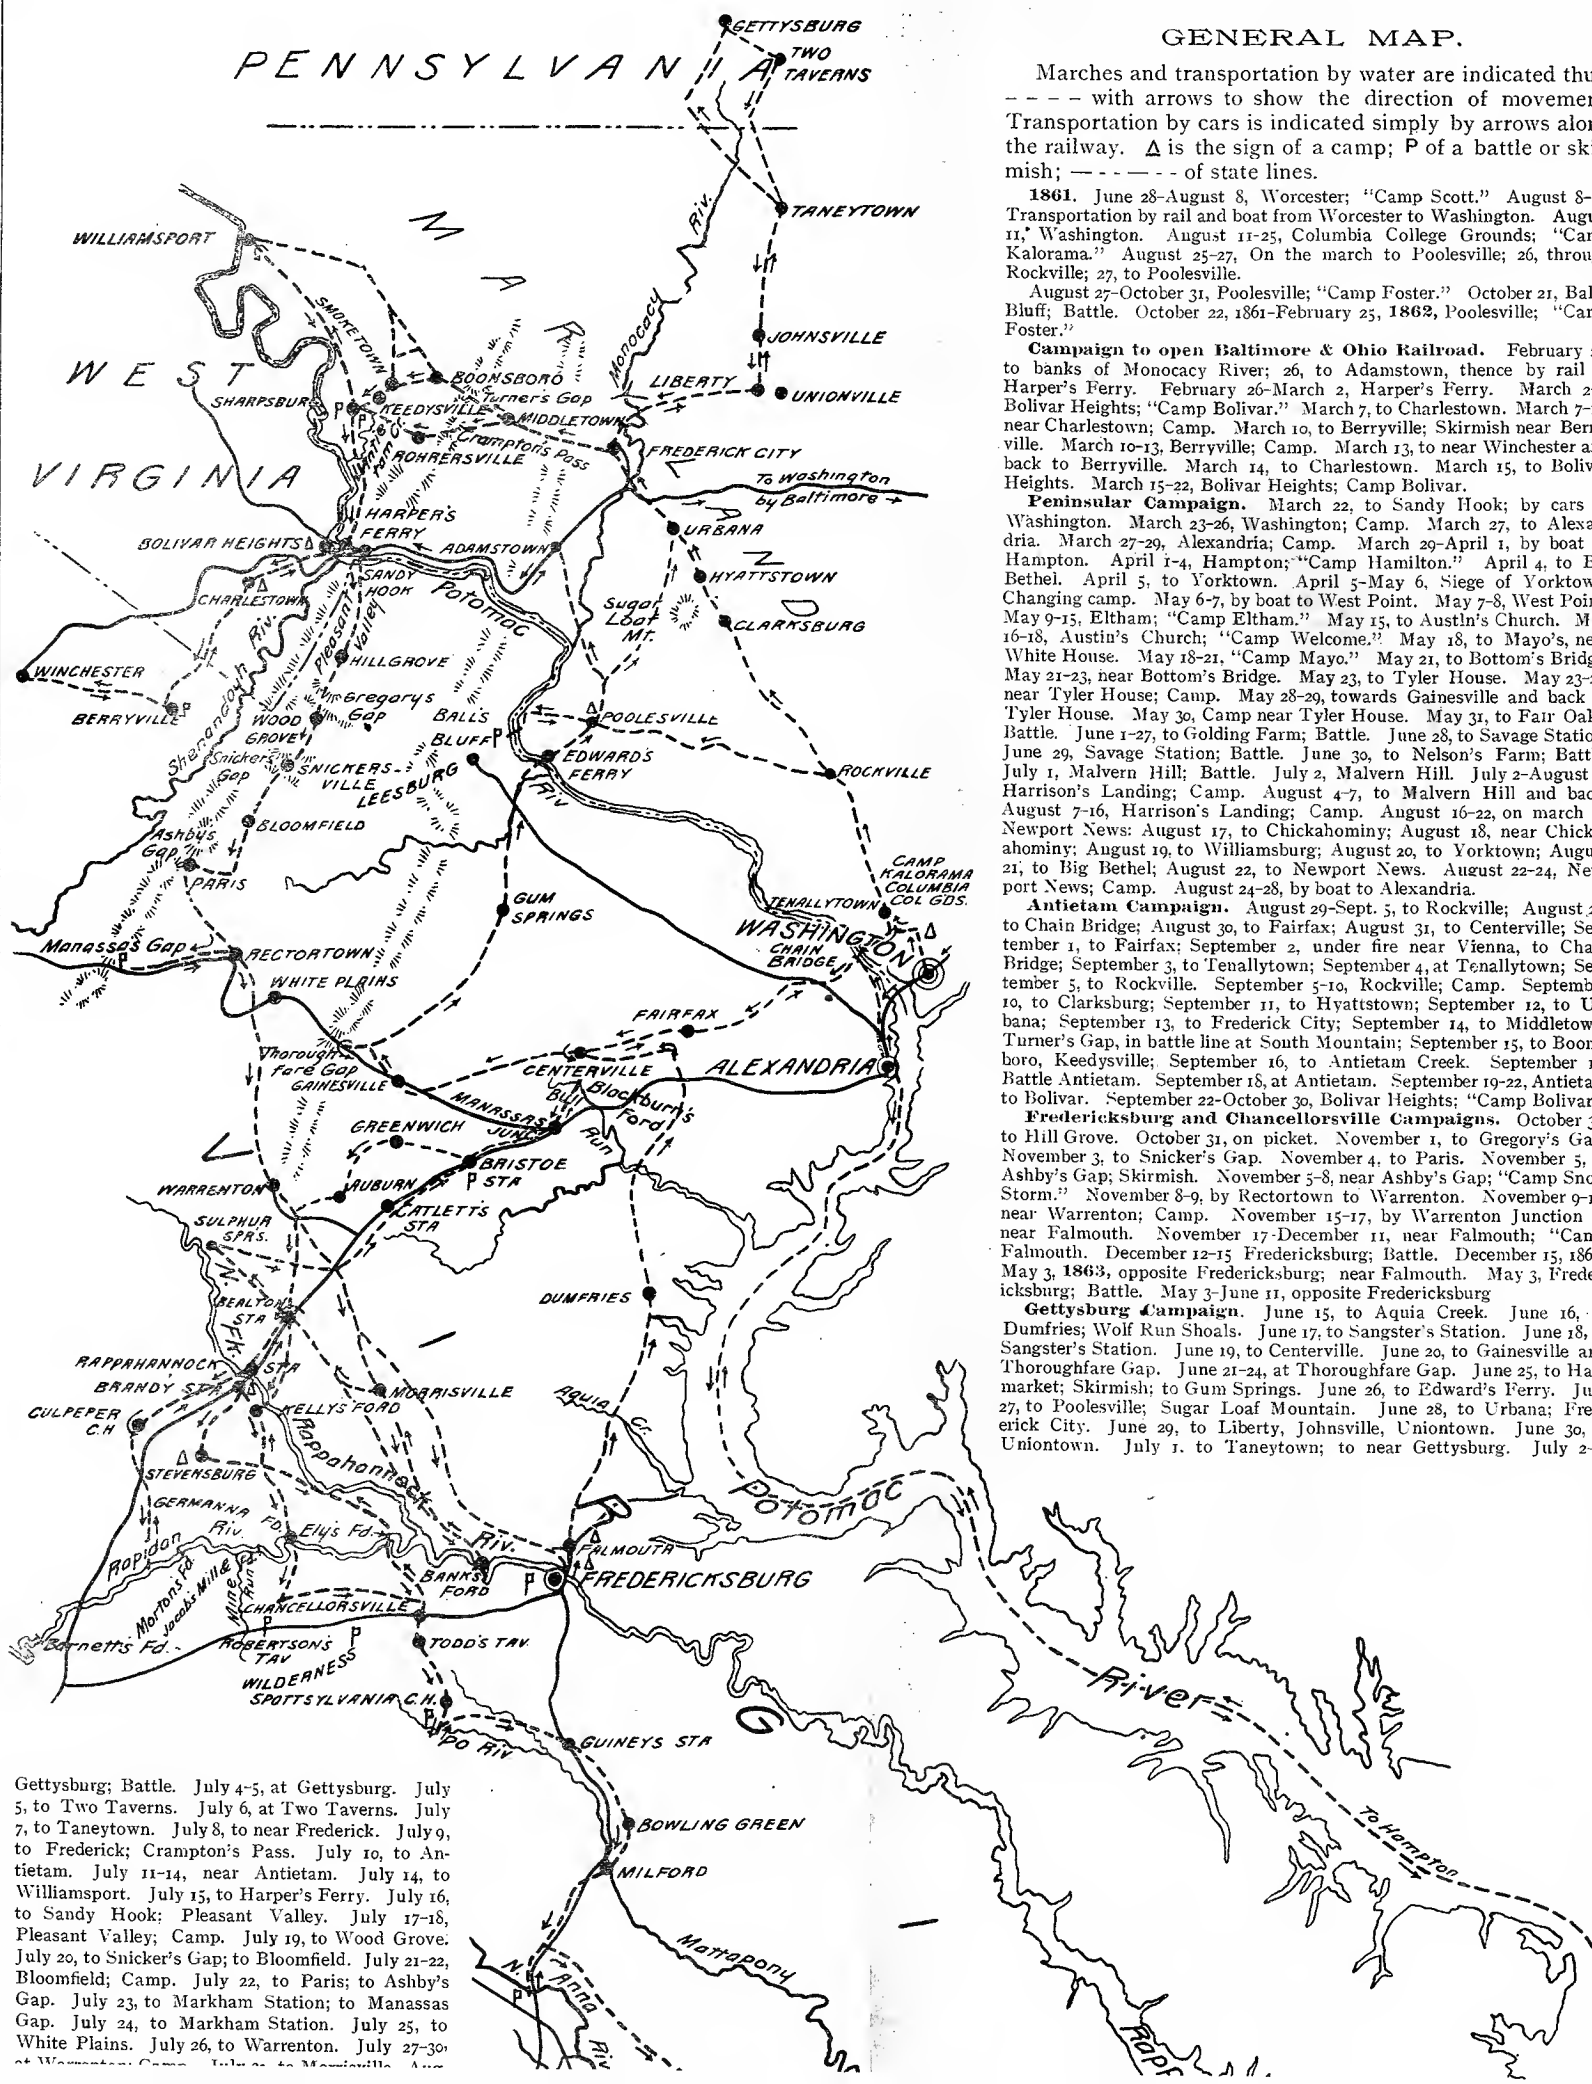 GENERAL MAP.
Marches and transportation by water are indicated thu
- - - - with arrows to show the direction of movemen
Transportation by cars is indicated simply by arrows alon
the railway. Δ is the sign of a camp; P of a battle or ski
mish; — - - — - - of state lines.
1861. June 28-August 8, Worcester; "Camp Scott." August 8-
Transportation by rail and boat from Worcester to Washington. Augu
11, Washington. August 11-25, Columbia College Grounds; "Cam
Kalorama." August 25-27, On the march to Poolesville; 26, throu
Rockville; 27, to Poolesville.
August 27-October 31, Poolesville; "Camp Foster." October 21, Bal
Bluff; Battle. October 22, 1861-February 25, 1862, Poolesville; "Cam
Foster."
Campaign to open Baltimore & Ohio Railroad. February
to banks of Monocacy River; 26, to Adamstown, thence by rail
Harper's Ferry. February 26-March 2, Harper's Ferry. March 2-
Bolivar Heights; "Camp Bolivar." March 7, to Charlestown. March 7-
near Charlestown; Camp. March 10, to Berryville; Skirmish near Berr
ville. March 10-13, Berryville; Camp. March 13, to near Winchester a
back to Berryville. March 14, to Charlestown. March 15, to Boliv
Heights. March 15-22, Bolivar Heights; Camp Bolivar.
Peninsular Campaign. March 22, to Sandy Hook; by cars
Washington. March 23-26, Washington; Camp. March 27, to Alexa
dria. March 27-29, Alexandria; Camp. March 29-April 1, by boat
Hampton. April 1-4, Hampton; "Camp Hamilton." April 4, to B
Bethel. April 5, to Yorktown. April 5-May 6, Siege of Yorktow
Changing camp. May 6-7, by boat to West Point. May 7-8, West Poi
May 9-15, Eltham; "Camp Eltham." May 15, to Austin's Church. M
16-18, Austin's Church; "Camp Welcome." May 18, to Mayo's, ne
White House. May 18-21, "Camp Mayo." May 21, to Bottom's Bridg
May 21-23, near Bottom's Bridge. May 23, to Tyler House. May 23-
near Tyler House; Camp. May 28-29, towards Gainesville and back
Tyler House. May 30, Camp near Tyler House. May 31, to Fair Oak
Battle. June 1-27, to Golding Farm; Battle. June 28, to Savage Statio
June 29, Savage Station; Battle. June 30, to Nelson's Farm; Batt
July 1, Malvern Hill; Battle. July 2, Malvern Hill. July 2-August
Harrison's Landing; Camp. August 4-7, to Malvern Hill and bac
August 7-16, Harrison's Landing; Camp. August 16-22, on march
Newport News: August 17, to Chickahominy; August 18, near Chick
ahominy; August 19, to Williamsburg; August 20, to Yorktown; Augu
21, to Big Bethel; August 22, to Newport News. August 22-24, Ne
port News; Camp. August 24-28, by boat to Alexandria.
Antietam Campaign. August 29-Sept. 5, to Rockville; August
to Chain Bridge; August 30, to Fairfax; August 31, to Centerville; Se
tember 1, to Fairfax; September 2, under fire near Vienna, to Cha
Bridge; September 3, to Tenallytown; September 4, at Tenallytown; Se
tember 5, to Rockville. September 5-10, Rockville; Camp. Septemb
10, to Clarksburg; September 11, to Hyattstown; September 12, to U
bana; September 13, to Frederick City; September 14, to Middletow
Turner's Gap, in battle line at South Mountain; September 15, to Boon
boro, Keedysville; September 16, to Antietam Creek. September 1
Battle Antietam. September 18, at Antietam. September 19-22, Antieta
to Bolivar. September 22-October 30, Bolivar Heights; "Camp Bolivar
Fredericksburg and Chancellorsville Campaigns. October 3
to Hill Grove. October 31, on picket. November 1, to Gregory's Ga
November 3, to Snicker's Gap. November 4, to Paris. November 5,
Ashby's Gap; Skirmish. November 5-8, near Ashby's Gap; "Camp Sno
Storm." November 8-9, by Rectortown to Warrenton. November 9-1
near Warrenton; Camp. November 15-17, by Warrenton Junction
near Falmouth. November 17-December 11, near Falmouth; "Cam
Falmouth. December 12-15 Fredericksburg; Battle. December 15, 186
May 3, 1863, opposite Fredericksburg; near Falmouth. May 3, Frede
icksburg; Battle. May 3-June 11, opposite Fredericksburg
Gettysburg Campaign. June 15, to Aquia Creek. June 16,
Dumfries; Wolf Run Shoals. June 17, to Sangster's Station. June 18,
Sangster's Station. June 19, to Centerville. June 20, to Gainesville a
Thoroughfare Gap. June 21-24, at Thoroughfare Gap. June 25, to Ha
market; Skirmish; to Gum Springs. June 26, to Edward's Ferry. Ju
27, to Poolesville; Sugar Loaf Mountain. June 28, to Urbana; Fre
erick City. June 29, to Liberty, Johnsville, Uniontown. June 30,
Uniontown. July 1, to Taneytown; to near Gettysburg. July 2-
Gettysburg; Battle. July 4-5, at Gettysburg. July
5, to Two Taverns. July 6, at Two Taverns. July
7, to Taneytown. July 8, to near Frederick. July 9,
to Frederick; Crampton's Pass. July 10, to An-
tietam. July 11-14, near Antietam. July 14, to
Williamsport. July 15, to Harper's Ferry. July 16,
to Sandy Hook; Pleasant Valley. July 17-18,
Pleasant Valley; Camp. July 19, to Wood Grove.
July 20, to Snicker's Gap; to Bloomfield. July 21-22,
Bloomfield; Camp. July 22, to Paris; to Ashby's
Gap. July 23, to Markham Station; to Manassas
Gap. July 24, to Markham Station. July 25, to
White Plains. July 26, to Warrenton. July 27-30,
PENNSYLVANIA
GETTYSBURG
TWO
TAVERNS
TANEYTOWN
Monocacy Riv.
MARYLAND
WILLIAMSPORT
SMOKETOWN
JOHNSVILLE
WEST
VIRGINIA
BOONSBORO
Turner's Gap
LIBERTY
UNIONVILLE
SHARPSBURG
KEEDYSVILLE
MIDDLETOWN
Crampton's Pass
ROHRERSVILLE
FREDERICK CITY
To Washington
by Baltimore
HARPER'S
FERRY
URBANA
BOLIVAR HEIGHTS
ADAMSTOWN
HYATTSTOWN
SANDY
HOOK
Potomac
CHARLESTOWN
Sugar
Loaf
Mt.
CLARKSBURG
Pleasant Valley
HILLGROVE
WINCHESTER
Shenandoah Riv.
BERRYVILLE
Gregorys
Gap
WOOD
GROVE
BALL'S
BLUFF
POOLESVILLE
Snickers
Gap
SNICKERS-
VILLE
LEESBURG
EDWARD'S
FERRY
Riv
ROCKVILLE
BLOOMFIELD
Ashbys
Gap
PARIS
CAMP
KALORAMA
COLUMBIA
COL GDS.
TENALLYTOWN
GUM
SPRINGS
WASHINGTON
CHAIN
BRIDGE
Manassas Gap
RECTORTOWN
WHITE PLAINS
FAIRFAX
Thorough-
fare Gap
GAINESVILLE
CENTERVILLE
ALEXANDRIA
Blackburn's
Ford
Bull Run
MANASSAS
JUNC
GREENWICH
BRISTOE
STA
WARRENTON
AUBURN
CATLETT'S
STA
SULPHUR
SPRS.
N. Fk.
BEALTON
STA
DUMFRIES
RAPPAHANNOCK STA
BRANDY STA
MORRISVILLE
CULPEPER
C.H
KELLY'S FORD
Aquia Cr.
STEVENSBURG
Rappahannock Riv.
Potomac River
GERMANNA
FD.
Rapidan Riv.
Ely's Fd.
FALMOUTH
Morton's Fd.
Jacob's Mill
Mine Run
BANKS
FORD
FREDERICKSBURG
CHANCELLORSVILLE
Barnett's Fd.
ROBERTSON'S
TAV
WILDERNESS
TODD'S TAV.
SPOTTSYLVANIA C.H.
PO Riv
GUINEYS STA
BOWLING GREEN
MILFORD
To Hampton
Mattapony
N. Anna Riv